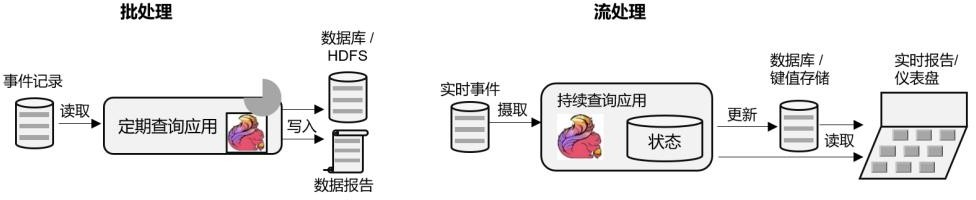 批处理
事件记录
读取
定期查询应用
写入
数据库 /
HDFS
数据报告
流处理
实时事件
摄取
持续查询应用
状态
更新
数据库 /
键值存储
读取
实时报告/
仪表盘